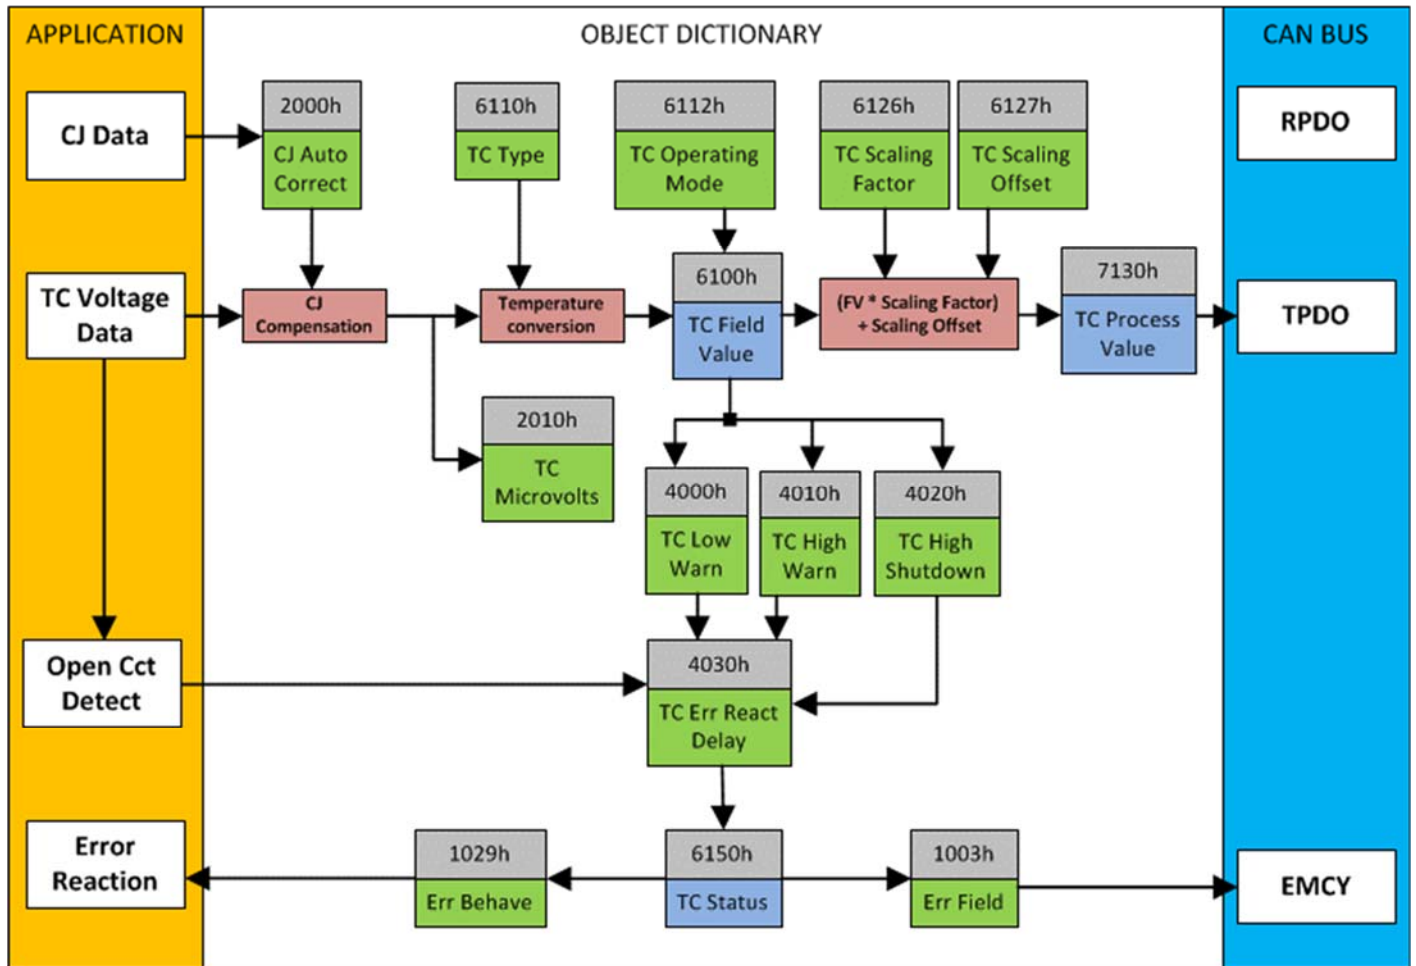 APPLICATION
OBJECT DICTIONARY
CAN BUS
CJ Data
2000h
CJ Auto
Correct
6110h
TC Type
6112h
TC Operating
Mode
6126h
TC Scaling
Factor
6127h
TC Scaling
Offset
RPDO
TC Voltage
Data
CJ
Compensation
Temperature
conversion
6100h
TC Field
Value
(FV * Scaling Factor)
+ Scaling Offset
7130h
TC Process
Value
TPDO
2010h
TC
Microvolts
4000h
TC Low
Warn
4010h
TC High
Warn
4020h
TC High
Shutdown
Open Cct
Detect
4030h
TC Err React
Delay
Error
Reaction
1029h
Err Behave
6150h
TC Status
1003h
Err Field
EMCY